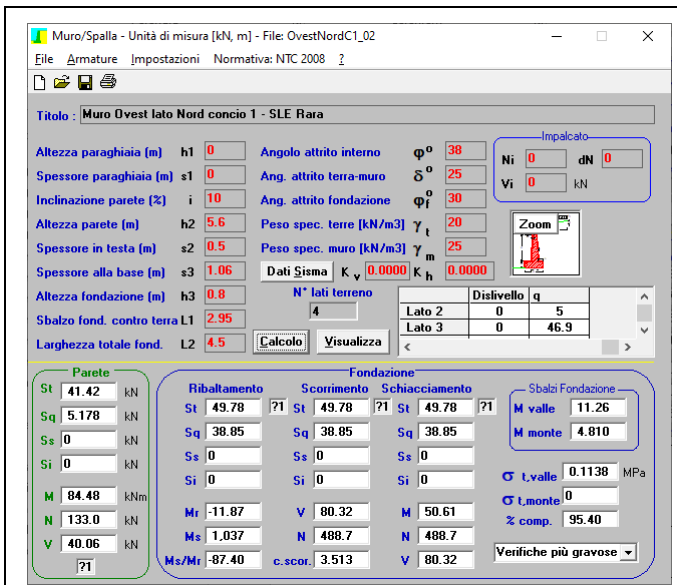 Muro/Spalla - Unità di misura [kN, m] - File: OvestNordC1_02
File Armature Impostazioni Normativa: NTC 2008 ?
Titolo : Muro Ovest lato Nord concio 1 - SLE Rara
Impalcato
Altezza paraghiaia (m) h1 0 Angolo attrito interno φ° 38
Ni 0 dN 0
Spessore paraghiaia (m) s1 0 Ang. attrito terra-muro δ° 25
Vi 0 kN
Inclinazione parete (%) i 10 Ang. attrito fondazione φf° 30
Altezza parete (m) h2 5.6 Peso spec. terre [kN/m3] γt 20
Zoom
Spessore in testa (m) s2 0.5 Peso spec. muro [kN/m3] γm 25
Spessore alla base (m) s3 1.06 Dati Sisma Kv 0.0000 Kh 0.0000
Altezza fondazione (m) h3 0.8 N° lati terreno
4
Dislivello q
Lato 2 0 5
Lato 3 0 46.9
Sbalzo fond. contro terra L1 2.95
Larghezza totale fond. L2 4.5 Calcolo Visualizza
Parete
St 41.42 kN
Sq 5.178 kN
Ss 0 kN
Si 0 kN
M 84.48 kNm
N 133.0 kN
V 40.06 kN
?1
Fondazione
Ribaltamento Scorrimento Schiacciamento
St 49.78 ?1 St 49.78 ?1 St 49.78 ?1
Sq 38.85 Sq 38.85 Sq 38.85
Ss 0 Ss 0 Ss 0
Si 0 Si 0 Si 0
Mr -11.87 V 80.32 M 50.61
Ms 1,037 N 488.7 N 488.7
Ms/Mr -87.40 c.scor. 3.513 V 80.32
Sbalzi Fondazione
M valle 11.26
M monte 4.810
σ t,valle 0.1138 MPa
σ t,monte 0
% comp. 95.40
Verifiche più gravose